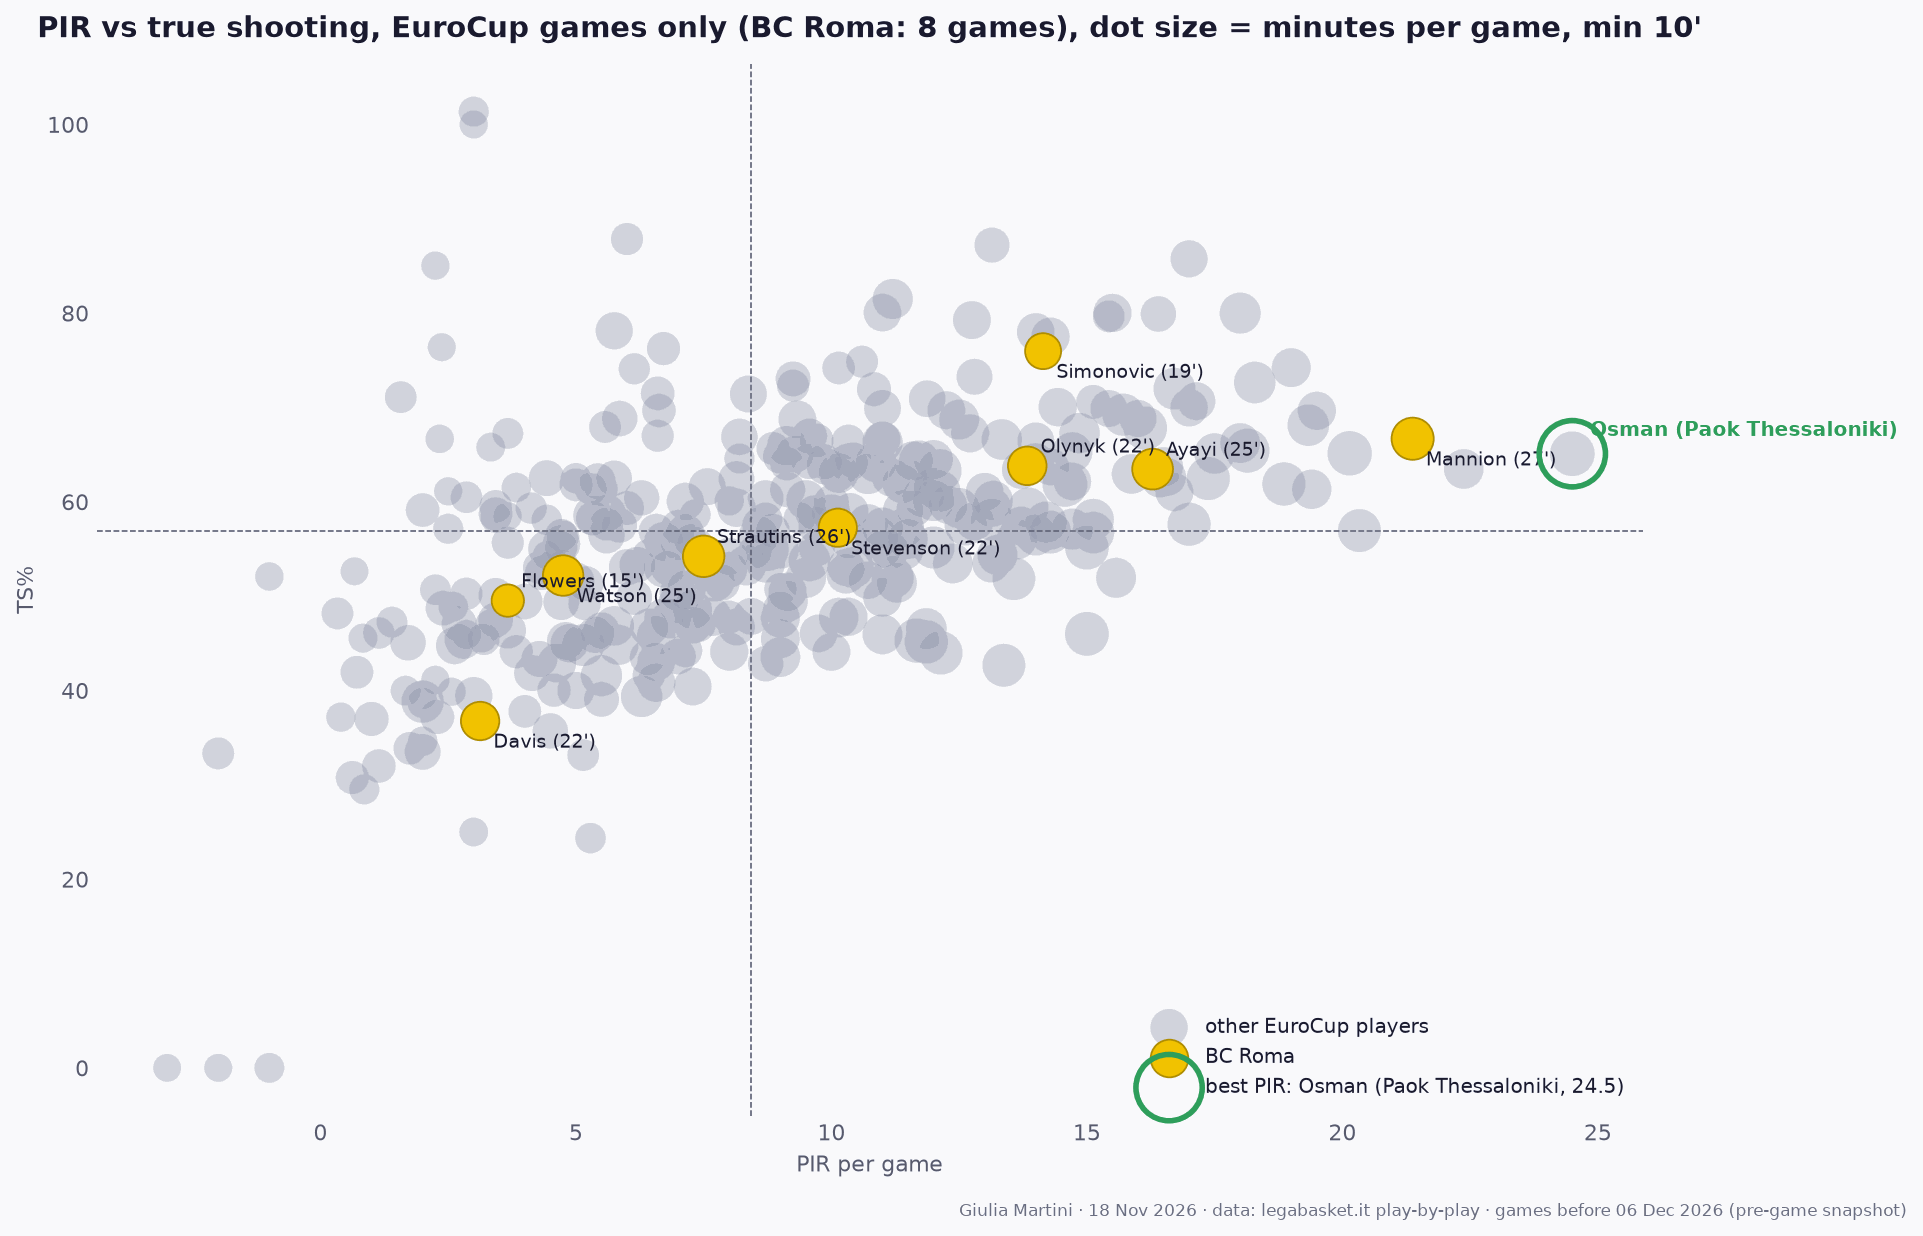 PIR vs true shooting, EuroCup games only (BC Roma: 8 games), dot size = minutes per game, min 10'
100
80
60
40
20
0
TS%
Osman (Paok Thessaloniki)
Simonovic (19')
Olynyk (22')
Ayayi (25')
Mannion (27')
Strautins (26')
Stevenson (22')
Flowers (15')
Watson (25')
Davis (22')
other EuroCup players
BC Roma
best PIR: Osman (Paok Thessaloniki, 24.5)
0
5
10
15
20
25
PIR per game
Giulia Martini · 18 Nov 2026 · data: legabasket.it play-by-play · games before 06 Dec 2026 (pre-game snapshot)